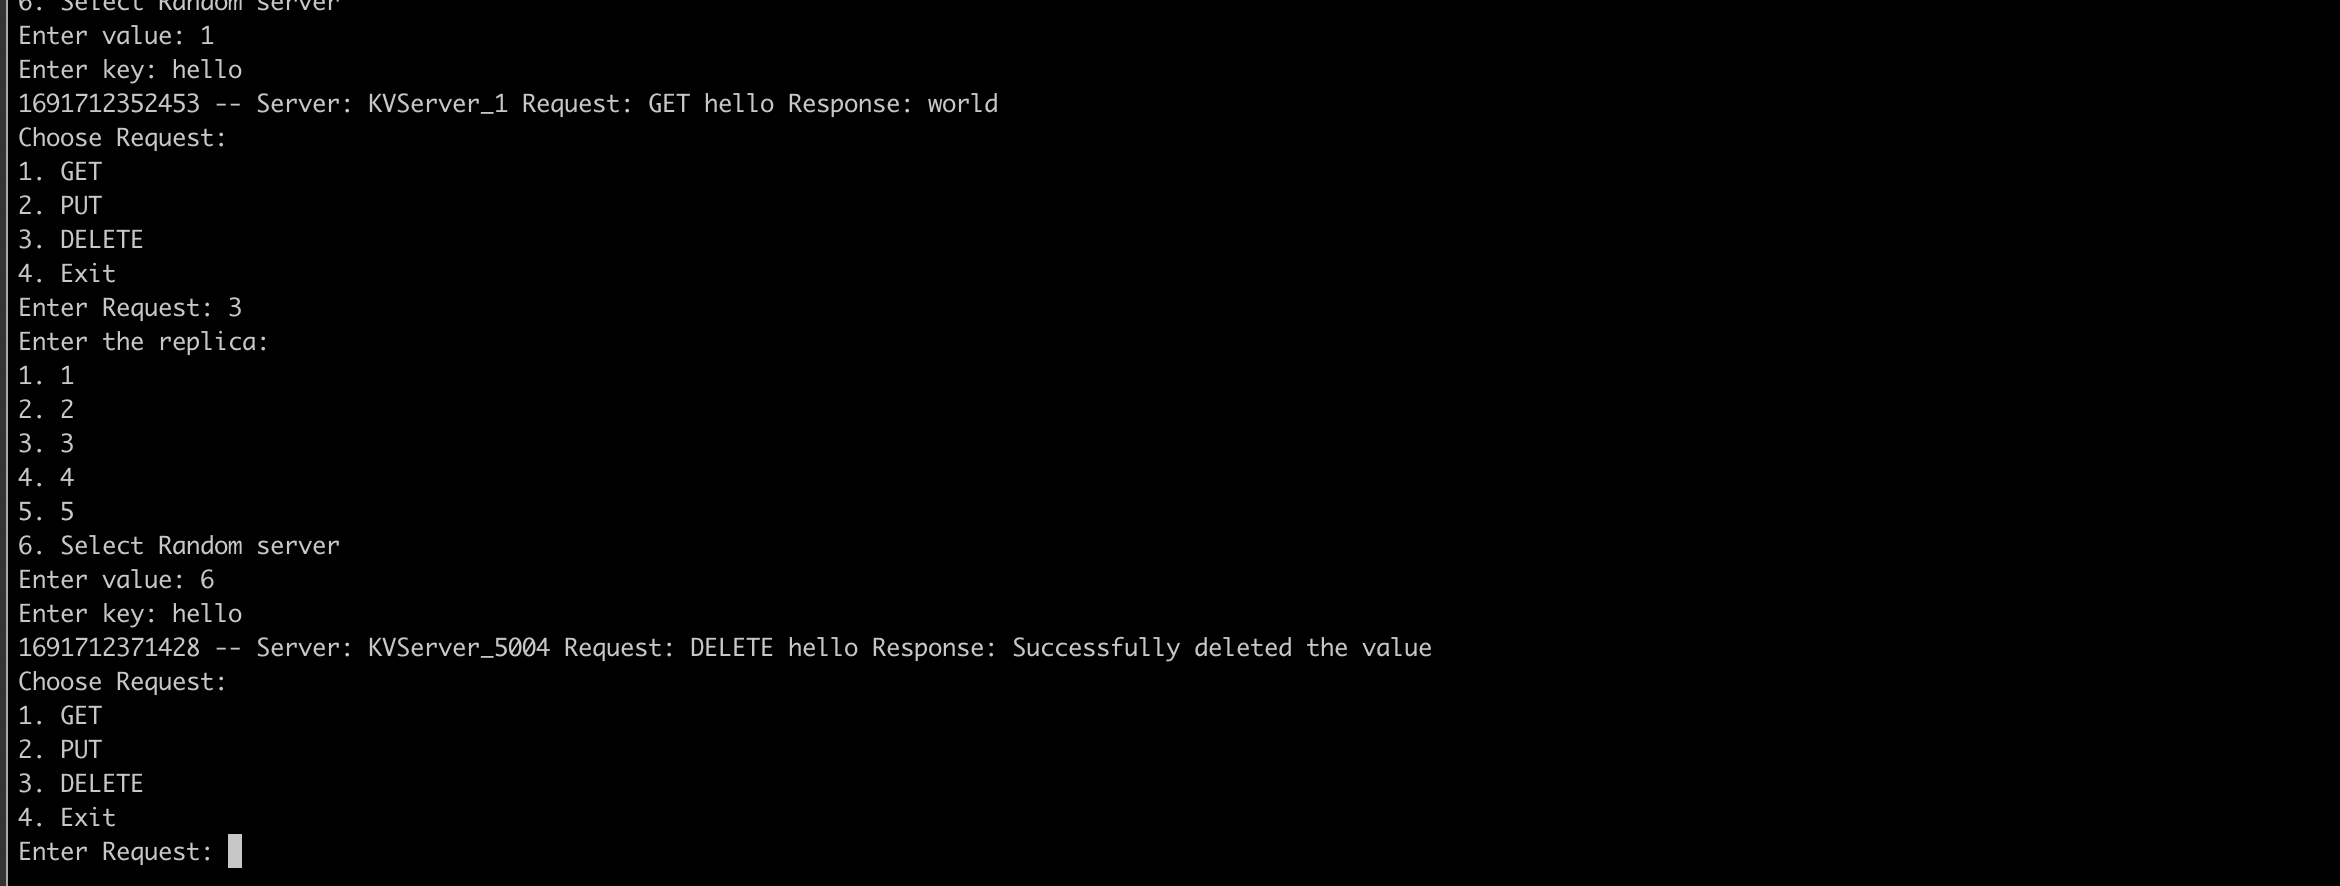 6. Select Random server
Enter value: 1
Enter key: hello
1691712352453 -- Server: KVServer_1 Request: GET hello Response: world
Choose Request:
1. GET
2. PUT
3. DELETE
4. Exit
Enter Request: 3
Enter the replica:
1. 1
2. 2
3. 3
4. 4
5. 5
6. Select Random server
Enter value: 6
Enter key: hello
1691712371428 -- Server: KVServer_5004 Request: DELETE hello Response: Successfully deleted the value
Choose Request:
1. GET
2. PUT
3. DELETE
4. Exit
Enter Request: